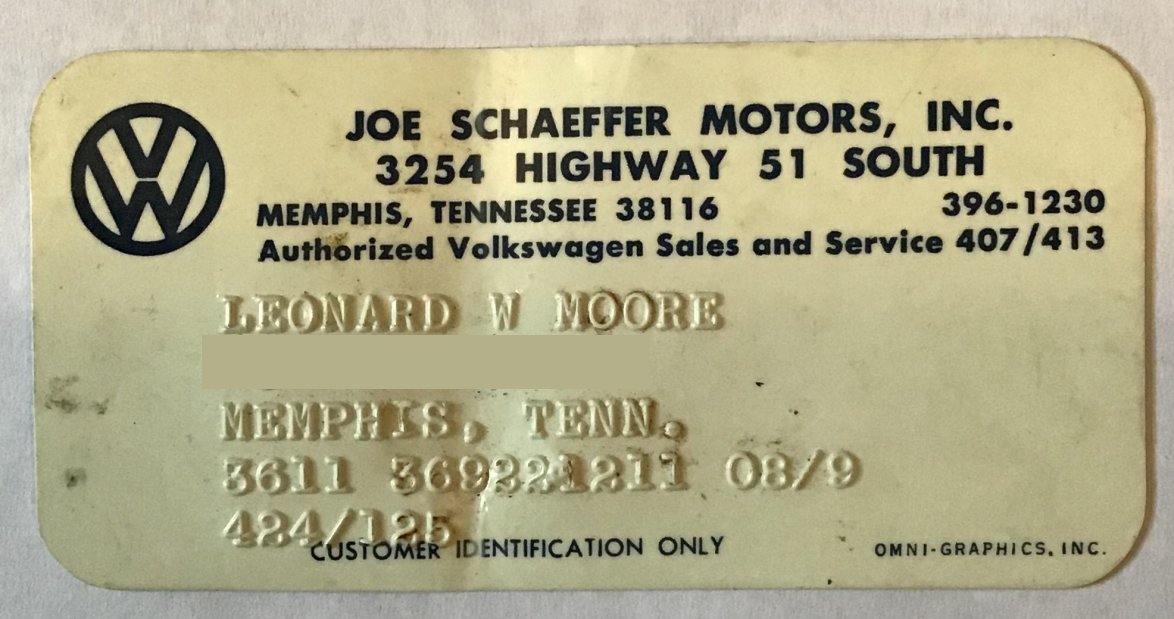 JOE SCHAEFFER MOTORS, INC.
3254 HIGHWAY 51 SOUTH
MEMPHIS, TENNESSEE 38116 396-1230
Authorized Volkswagen Sales and Service 407/413
LEONARD W MOORE
MEMPHIS, TENN.
3611 369221211 08/9
424/125
CUSTOMER IDENTIFICATION ONLY OMNI-GRAPHICS, INC.